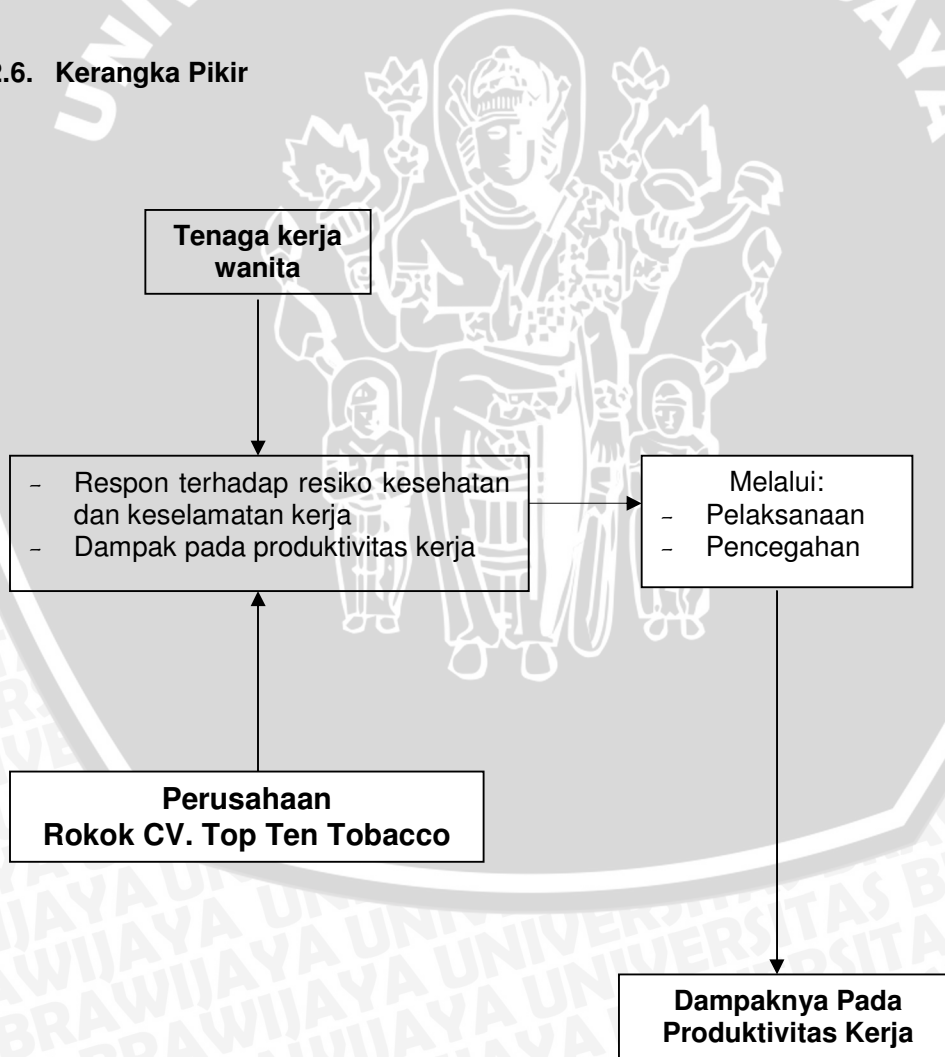 2.6. Kerangka Pikir
Tenaga kerja
wanita
- Respon terhadap resiko kesehatan
dan keselamatan kerja
- Dampak pada produktivitas kerja
Melalui:
- Pelaksanaan
- Pencegahan
Perusahaan
Rokok CV. Top Ten Tobacco
Dampaknya Pada
Produktivitas Kerja